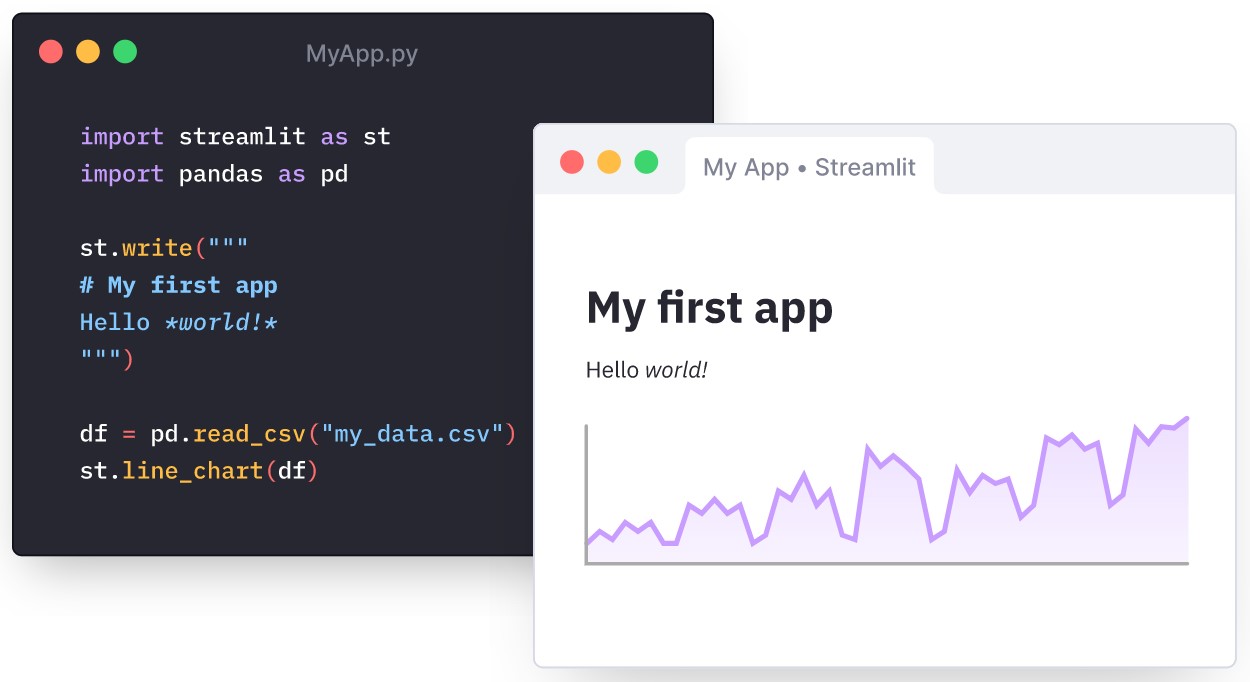 MyApp.py
import streamlit as st
import pandas as pd
st.write("""
# My first app
Hello *world!*
""")
df = pd.read_csv("my_data.csv")
st.line_chart(df)
My App • Streamlit
My first app
Hello world!